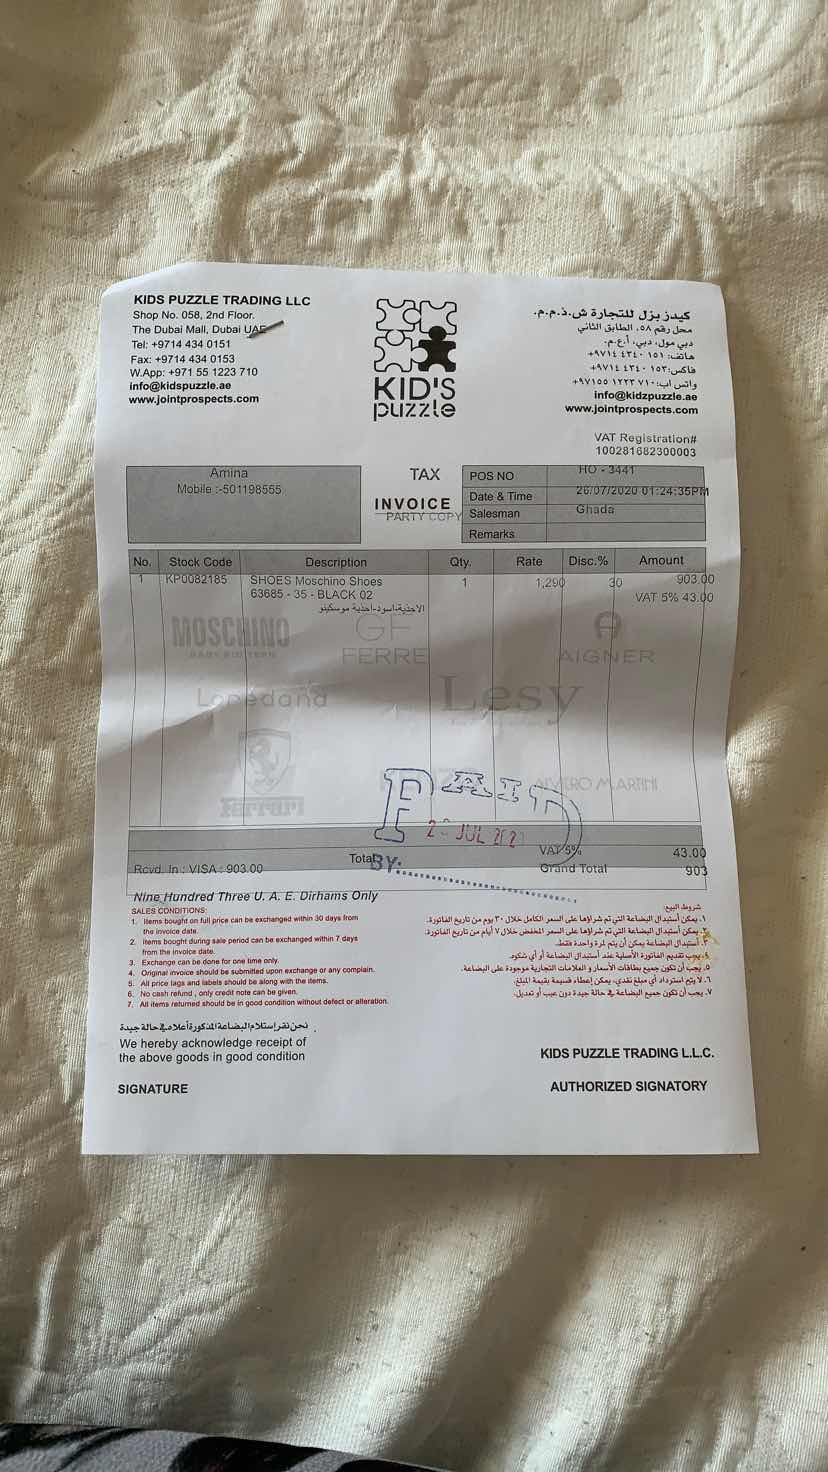 KIDS PUZZLE TRADING LLC
Shop No. 058, 2nd Floor.
The Dubai Mall, Dubai UAE
Tel: +9714 434 0151
Fax: +9714 434 0153
W.App: +971 55 1223 710
info@kidspuzzle.ae
www.jointprospects.com
KID'S
puzzle
كيدز بزل للتجارة ش.ذ.م.م.
محل رقم ٠٥٨، الطابق الثاني
دبي مول، دبي، أ.ع.م.
هاتف: ٠١٥١ ٤٣٤ ٩٧١٤+
فاكس: ٠١٥٣ ٤٣٤ ٩٧١٤+
واتس اب: ٧١٠ ١٢٢٣ ٩٧١٥٥+
info@kidzpuzzle.ae
www.jointprospects.com
VAT Registration#
100281682300003
Amina
Mobile :-501198555
TAX
INVOICE
PARTY COPY
POS NO HO - 3441
Date & Time 26/07/2020 01:24:35PM
Salesman Ghada
Remarks
No. Stock Code Description Qty. Rate Disc.% Amount
1 KP0082185 SHOES Moschino Shoes 1 1,290 30 903.00
63685 - 35 - BLACK 02 VAT 5% 43.00
الاحذية-اسود-احذية موسكينو
MOSCHINO GF A
FERRE AIGNER
Lapedand Lesy
Ferrari
ALVIERO MARTINI
PAID
JUL
BY:
VAT 5% 43.00
Total
Rcvd. In : VISA : 903.00 Grand Total 903
Nine Hundred Three U. A. E. Dirhams Only
SALES CONDITIONS:
1. Items bought on full price can be exchanged within 30 days from
the invoice date.
2. Items bought during sale period can be exchanged within 7 days
from the invoice date.
3. Exchange can be done for one time only.
4. Original invoice should be submitted upon exchange or any complain.
5. All price tags and labels should be along with the items.
6. No cash refund , only credit note can be given.
7. All items returned should be in good condition without defect or alteration.
شروط البيع:
١. يمكن أستبدال البضاعة التي تم شراؤها على السعر الكامل خلال ٣٠ يوم من تاريخ الفاتورة.
٢. يمكن أستبدال البضاعة التي تم شراؤها على السعر المخفض خلال ٧ أيام من تاريخ الفاتورة.
٣. أستبدال البضاعة يمكن أن يتم لمرة واحدة فقط.
٤. يجب تقديم الفاتورة الأصلية عند أستبدال البضاعة أو أي شكوه.
٥. يجب أن تكون جميع بطاقات الأسعار و العلامات التجارية موجودة على البضاعة.
٦. لا يتم استرداد أي مبلغ نقدي، يمكن إعطاء قسيمة بقيمة المبلغ.
٧. يجب أن تكون جميع البضاعة في حالة جيدة دون عيب أو تعديل.
نحن نقر إستلام البضاعة المذكورة أعلاه في حالة جيدة
We hereby acknowledge receipt of
the above goods in good condition
SIGNATURE
KIDS PUZZLE TRADING L.L.C.
AUTHORIZED SIGNATORY